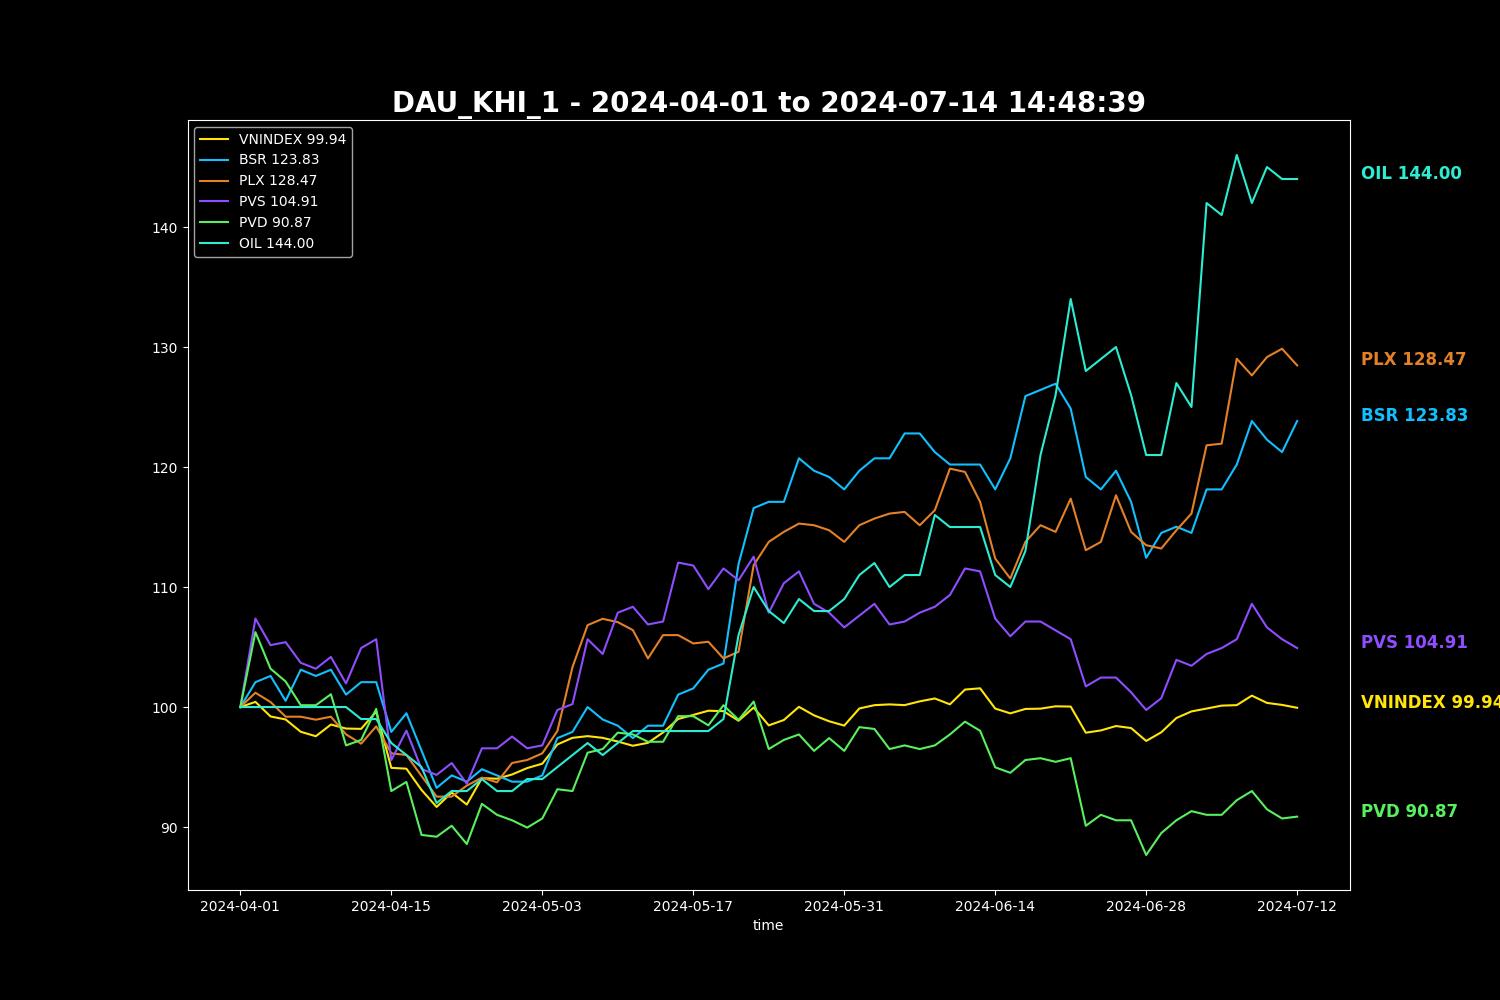 DAU_KHI_1 - 2024-04-01 to 2024-07-14 14:48:39
VNINDEX 99.94
BSR 123.83
PLX 128.47
PVS 104.91
PVD 90.87
OIL 144.00
140
130
120
110
100
90
OIL 144.00
PLX 128.47
BSR 123.83
PVS 104.91
VNINDEX 99.94
PVD 90.87
2024-04-01 2024-04-15 2024-05-03 2024-05-17 2024-05-31 2024-06-14 2024-06-28 2024-07-12
time